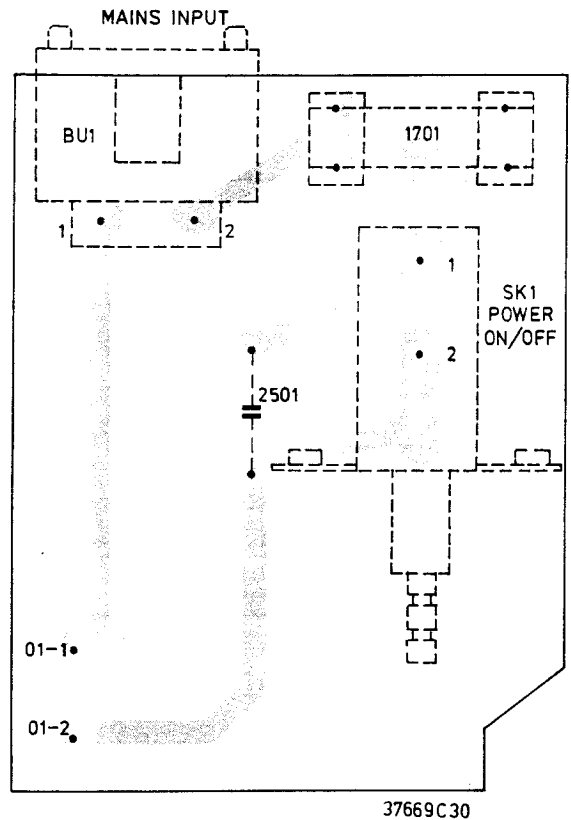 MAINS INPUT
BU1
1701
1
2
1
SK1
POWER
ON/OFF
2
2501
01-1
01-2
37669C30